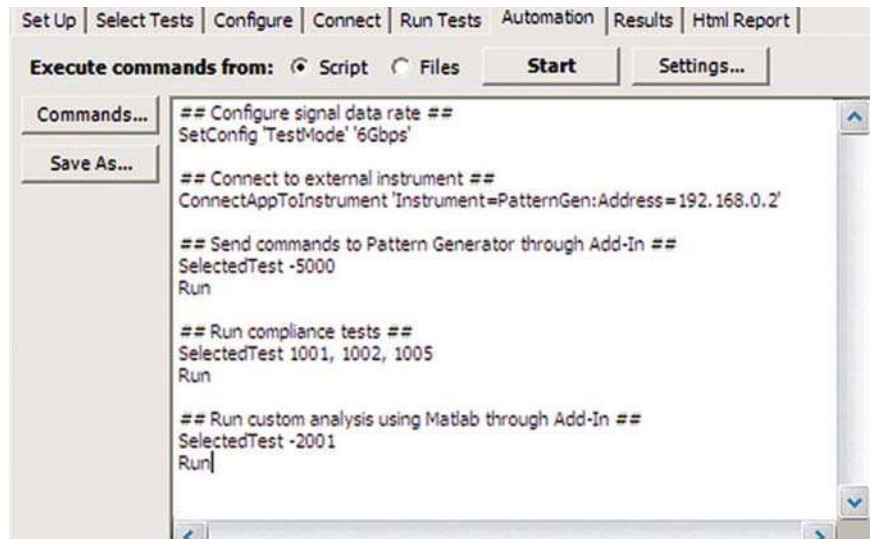 Set Up Select Tests Configure Connect Run Tests Automation Results Html Report
Execute commands from: Script Files Start Settings...
Commands...
Save As...
## Configure signal data rate ##
SetConfig 'TestMode' '6Gbps'
## Connect to external instrument ##
ConnectAppToInstrument 'Instrument=PatternGen:Address=192.168.0.2'
## Send commands to Pattern Generator through Add-In ##
SelectedTest -5000
Run
## Run compliance tests ##
SelectedTest 1001, 1002, 1005
Run
## Run custom analysis using Matlab through Add-In ##
SelectedTest -2001
Run